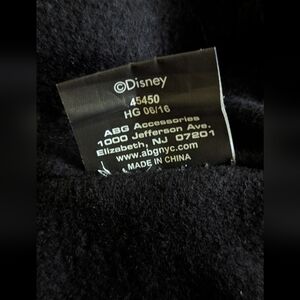 ©Disney
45450
HG 06/16
ABG Accessories
1000 Jefferson Ave.
Elizabeth, NJ 07201
www.abgnyc.com
MADE IN CHINA